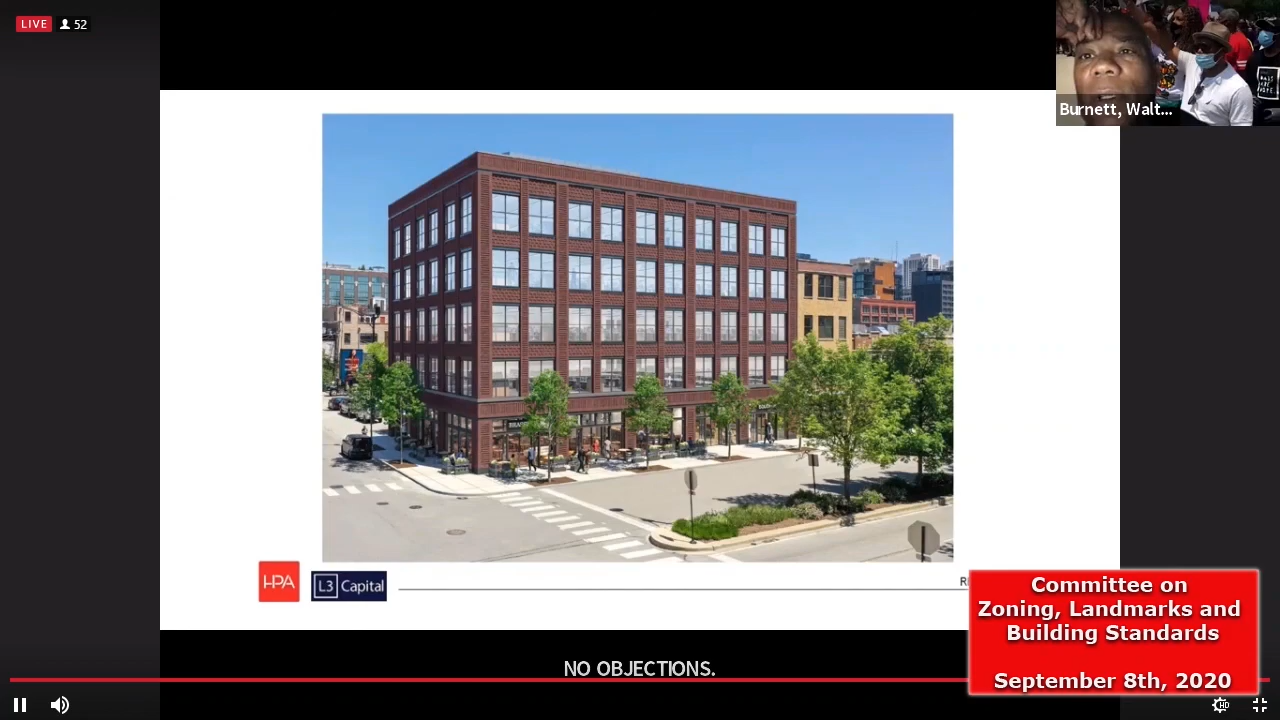 LIVE
52
Burnett, Walt...
HPA
L3 Capital
Committee on
Zoning, Landmarks and
Building Standards
September 8th, 2020
NO OBJECTIONS.
HD